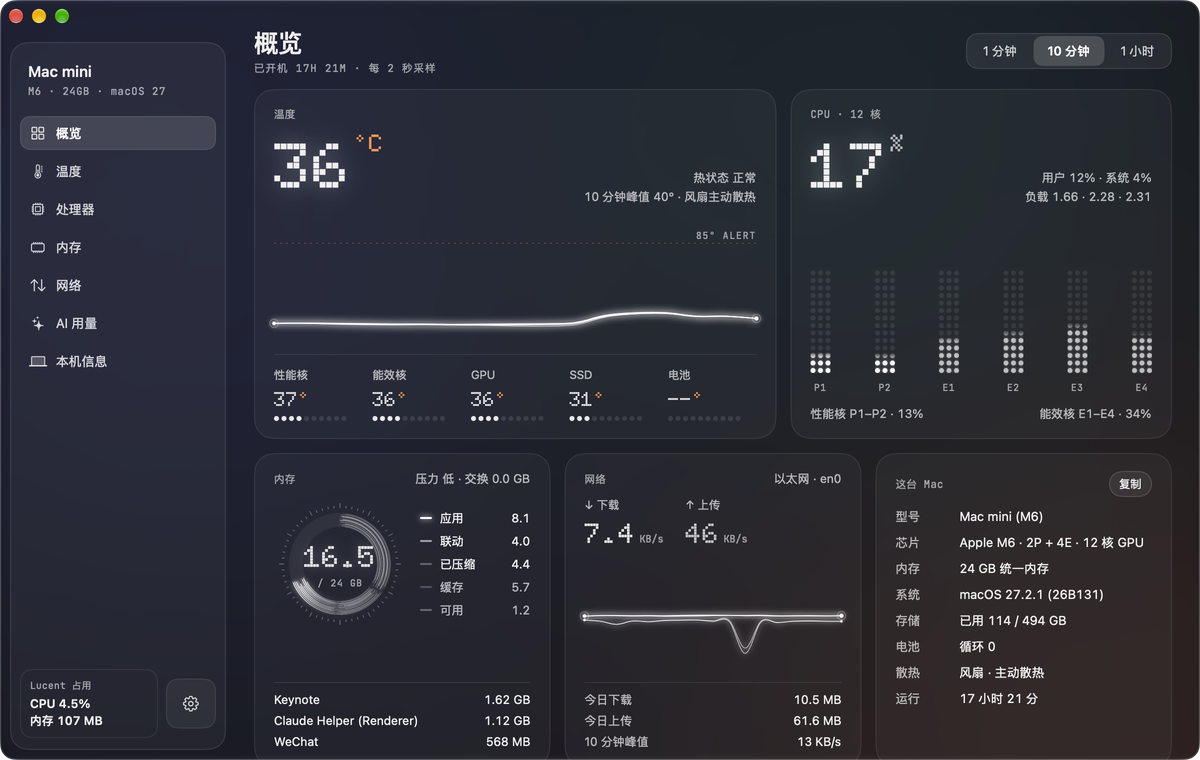 Mac mini
M6 · 24GB · macOS 27
概览
温度
处理器
内存
网络
AI 用量
本机信息
Lucent 占用
CPU 4.5%
内存 107 MB
概览
已开机 17H 21M · 每 2 秒采样
1 分钟
10 分钟
1 小时
温度
36 °C
热状态 正常
10 分钟峰值 40° · 风扇主动散热
85° ALERT
性能核 能效核 GPU SSD 电池
37° 36° 36° 31° --°
CPU · 12 核
17%
用户 12% · 系统 4%
负载 1.66 · 2.28 · 2.31
P1 P2 E1 E2 E3 E4
性能核 P1–P2 · 13%
能效核 E1–E4 · 34%
内存
压力 低 · 交换 0.0 GB
16.5
/ 24 GB
应用 8.1
联动 4.0
已压缩 4.4
缓存 5.7
可用 1.2
Keynote 1.62 GB
Claude Helper (Renderer) 1.12 GB
WeChat 568 MB
网络
以太网 · en0
↓ 下载 ↑ 上传
7.4 KB/s 46 KB/s
今日下载 10.5 MB
今日上传 61.6 MB
10 分钟峰值 13 KB/s
这台 Mac
复制
型号 Mac mini (M6)
芯片 Apple M6 · 2P + 4E · 12 核 GPU
内存 24 GB 统一内存
系统 macOS 27.2.1 (26B131)
存储 已用 114 / 494 GB
电池 循环 0
散热 风扇 · 主动散热
运行 17 小时 21 分